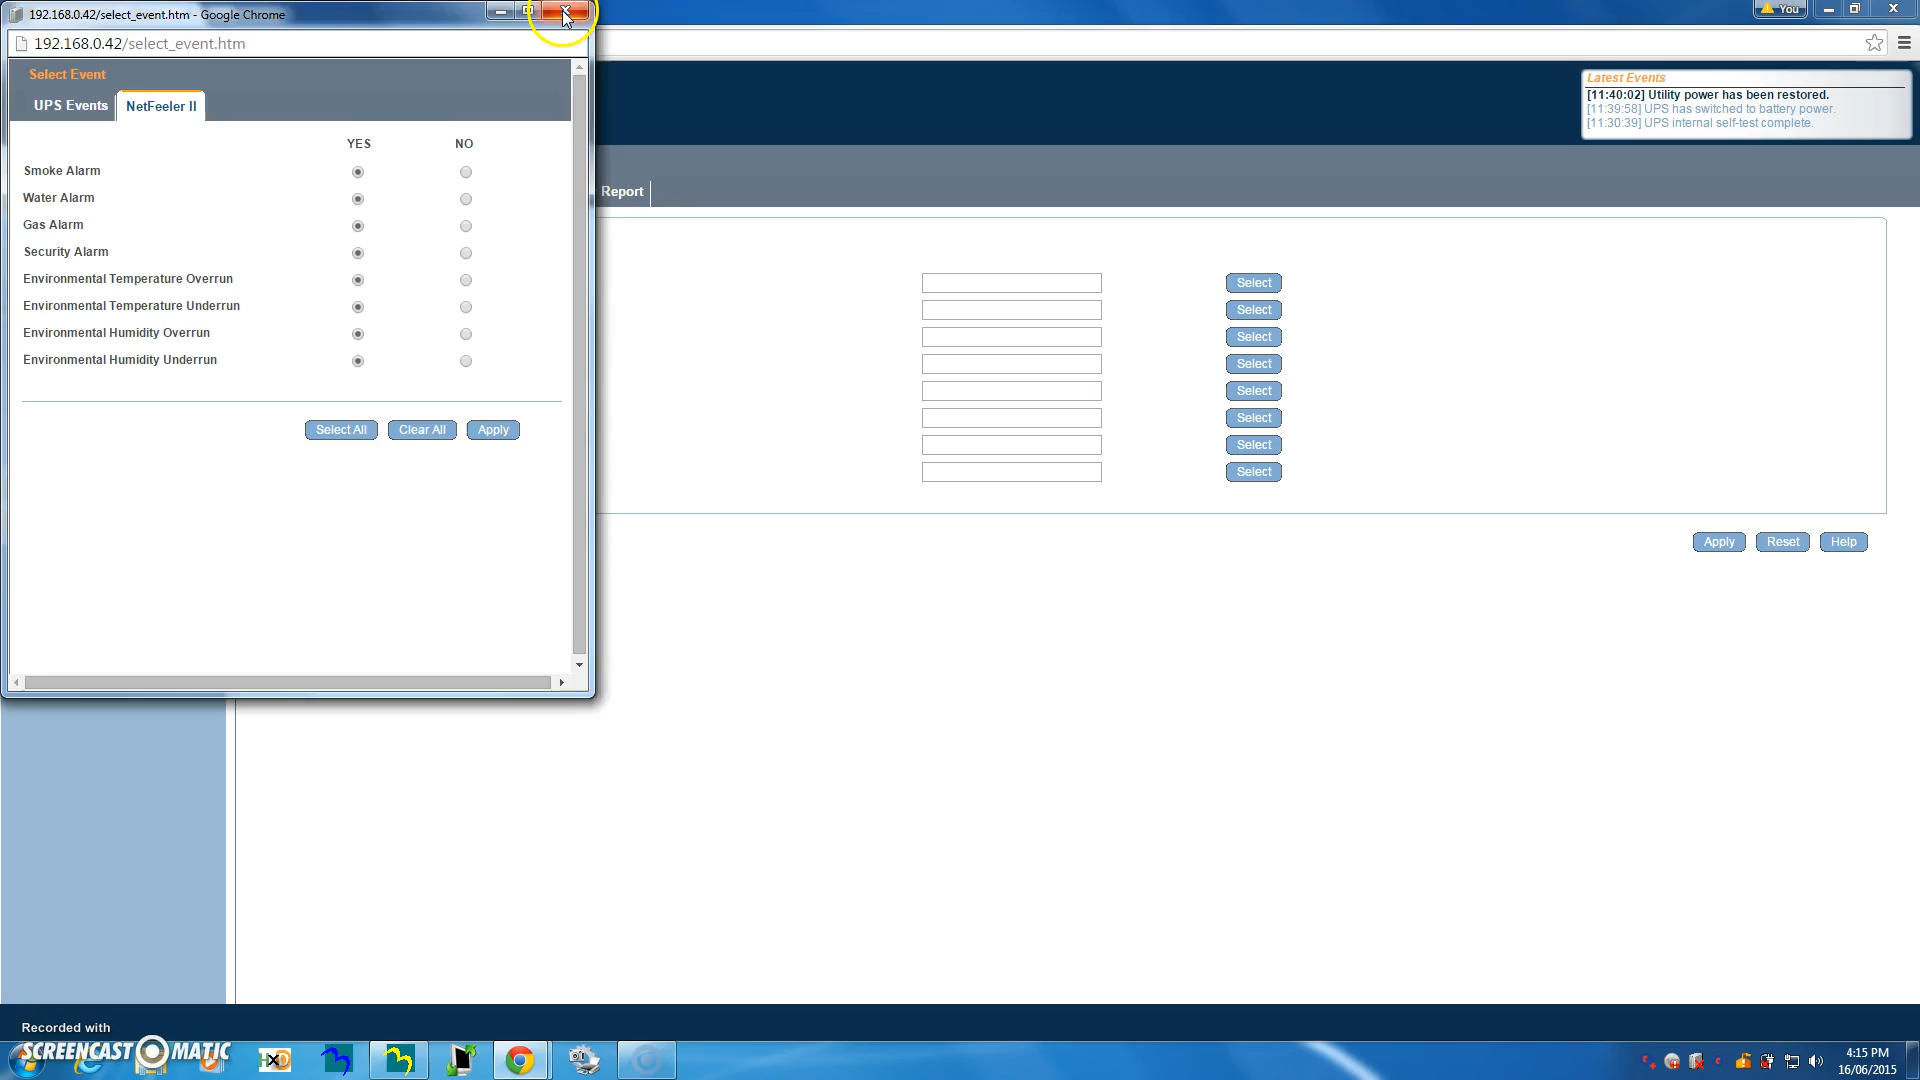 192.168.0.42/select_event.htm - Google Chrome
You
192.168.0.42/select_event.htm
Select Event
UPS Events
NetFeeler II
YES NO
Smoke Alarm
Water Alarm
Gas Alarm
Security Alarm
Environmental Temperature Overrun
Environmental Temperature Underrun
Environmental Humidity Overrun
Environmental Humidity Underrun
Select All Clear All Apply
Latest Events
[11:40:02] Utility power has been restored.
[11:39:58] UPS has switched to battery power.
[11:30:39] UPS internal self-test complete.
Report
Select
Select
Select
Select
Select
Select
Select
Select
Apply Reset Help
Recorded with
SCREENCAST MATIC
4:15 PM
16/06/2015